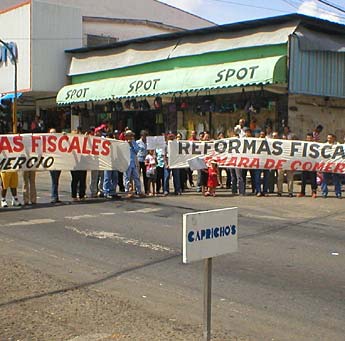 SPOT SPOT SPOT
AS FISCALES
MERCIO
REFORMAS FISCA
MARA DE COMER
CAPRICHO'S